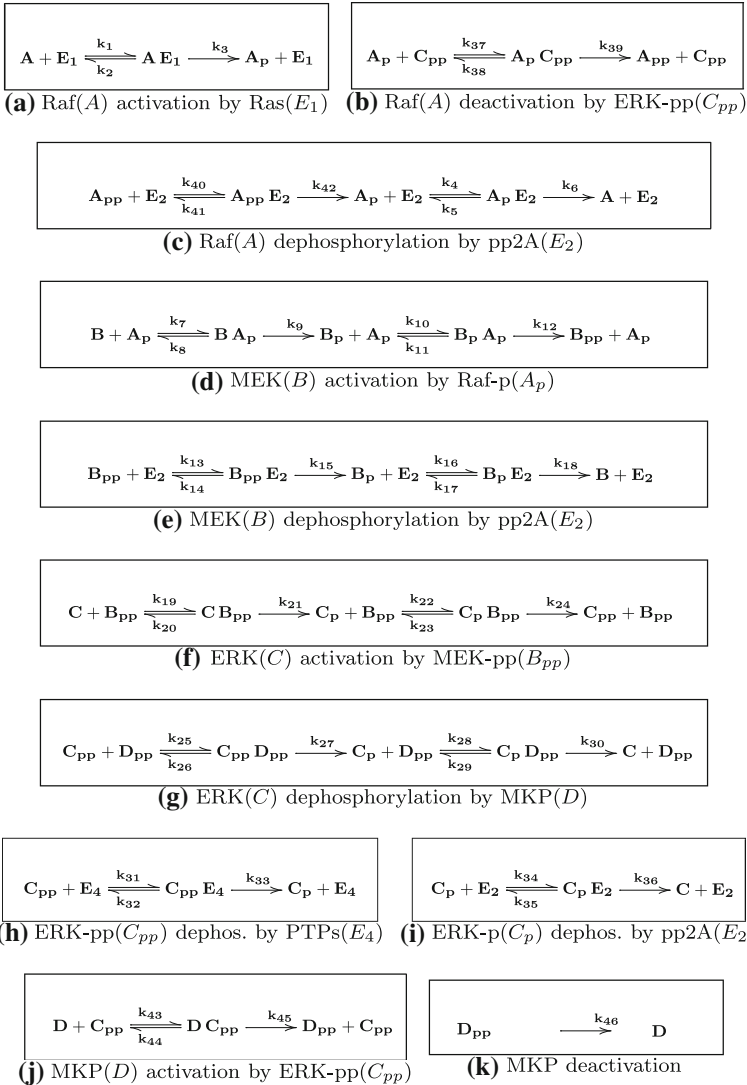 A + E1 k1 k2 A E1 k3 Ap + E1
(a) Raf(A) activation by Ras(E1)
Ap + Cpp k37 k38 Ap Cpp k39 App + Cpp
(b) Raf(A) deactivation by ERK-pp(Cpp)
App + E2 k40 k41 App E2 k42 Ap + E2 k4 k5 Ap E2 k6 A + E2
(c) Raf(A) dephosphorylation by pp2A(E2)
B + Ap k7 k8 B Ap k9 Bp + Ap k10 k11 Bp Ap k12 Bpp + Ap
(d) MEK(B) activation by Raf-p(Ap)
Bpp + E2 k13 k14 Bpp E2 k15 Bp + E2 k16 k17 Bp E2 k18 B + E2
(e) MEK(B) dephosphorylation by pp2A(E2)
C + Bpp k19 k20 C Bpp k21 Cp + Bpp k22 k23 Cp Bpp k24 Cpp + Bpp
(f) ERK(C) activation by MEK-pp(Bpp)
Cpp + Dpp k25 k26 Cpp Dpp k27 Cp + Dpp k28 k29 Cp Dpp k30 C + Dpp
(g) ERK(C) dephosphorylation by MKP(D)
Cpp + E4 k31 k32 Cpp E4 k33 Cp + E4
(h) ERK-pp(Cpp) dephos. by PTPs(E4)
Cp + E2 k34 k35 Cp E2 k36 C + E2
(i) ERK-p(Cp) dephos. by pp2A(E2
D + Cpp k43 k44 D Cpp k45 Dpp + Cpp
(j) MKP(D) activation by ERK-pp(Cpp)
Dpp k46 D
(k) MKP deactivation